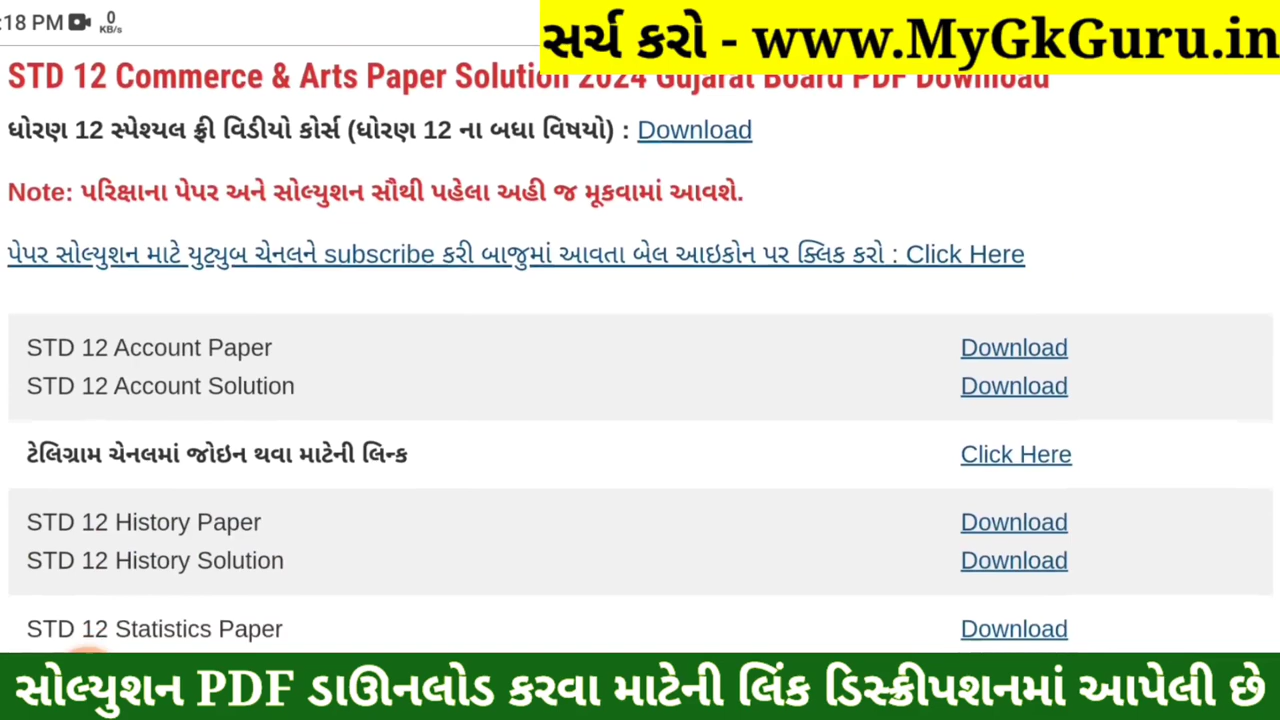 :18 PM 0 KB/s
સર્ચ કરો - www.MyGkGuru.in
STD 12 Commerce & Arts Paper Solution 2024 Gujarat Board PDF Download
ધોરણ 12 સ્પેશ્યલ ફ્રી વિડીયો કોર્સ (ધોરણ 12 ના બધા વિષયો) : Download
Note: પરિક્ષાના પેપર અને સોલ્યુશન સૌથી પહેલા અહી જ મૂકવામાં આવશે.
પેપર સોલ્યુશન માટે યુટ્યુબ ચેનલને subscribe કરી બાજુમાં આવતા બેલ આઇકોન પર ક્લિક કરો : Click Here
STD 12 Account Paper Download
STD 12 Account Solution Download
ટેલિગ્રામ ચેનલમાં જોઇન થવા માટેની લિન્ક Click Here
STD 12 History Paper Download
STD 12 History Solution Download
STD 12 Statistics Paper Download
સોલ્યુશન PDF ડાઊનલોડ કરવા માટેની લિંક ડિસ્ક્રીપશનમાં આપેલી છે